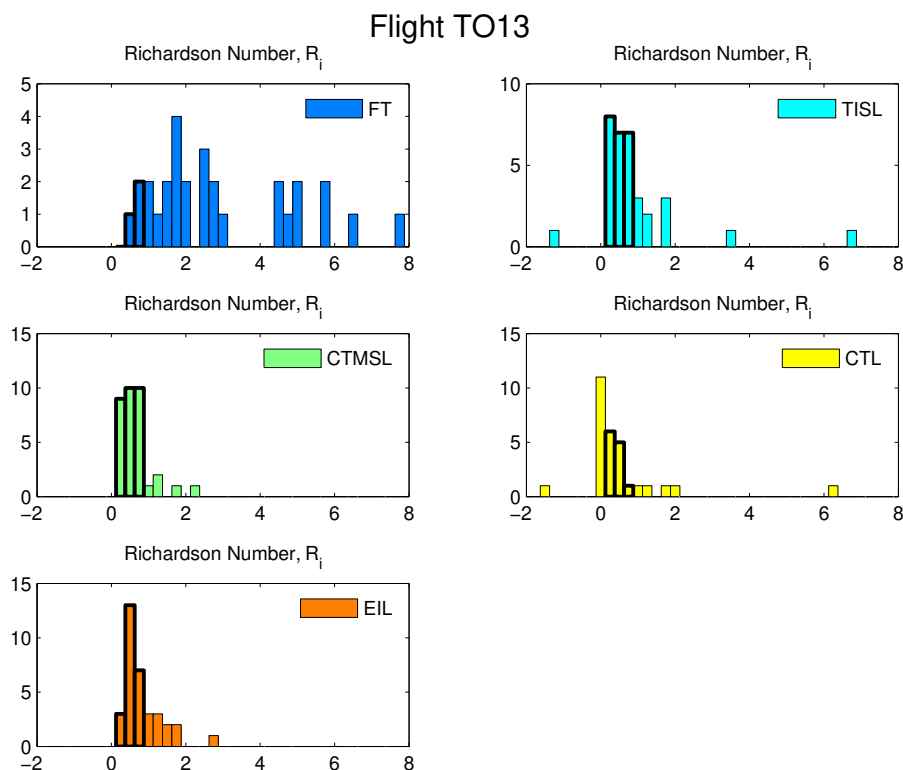 Flight TO13
Richardson Number, Ri
5
4
3
2
1
0
−2 0 2 4 6 8
FT
Richardson Number, Ri
10
5
0
−2 0 2 4 6 8
TISL
Richardson Number, Ri
15
10
5
0
−2 0 2 4 6 8
CTMSL
Richardson Number, Ri
15
10
5
0
−2 0 2 4 6 8
CTL
Richardson Number, Ri
15
10
5
0
−2 0 2 4 6 8
EIL